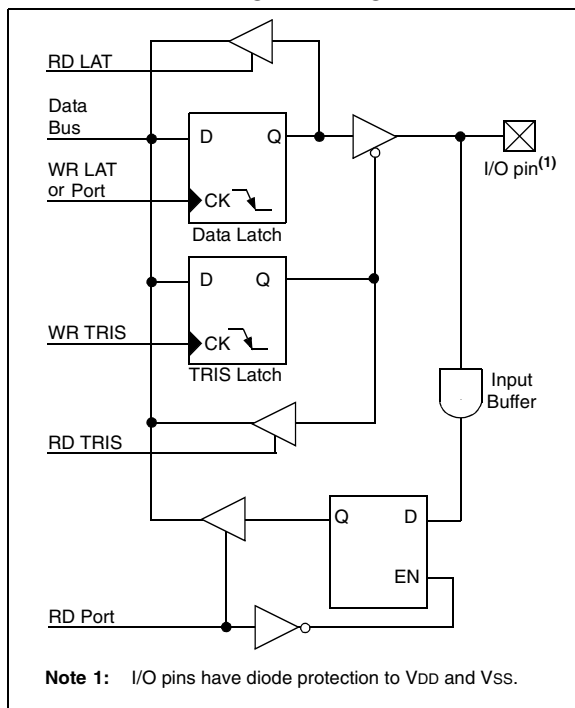 RD LAT
Data
Bus
D Q
WR LAT
or Port
CK
Data Latch
I/O pin(1)
D Q
WR TRIS
CK
TRIS Latch
Input
Buffer
RD TRIS
Q D
EN
RD Port
Note 1: I/O pins have diode protection to VDD and VSS.